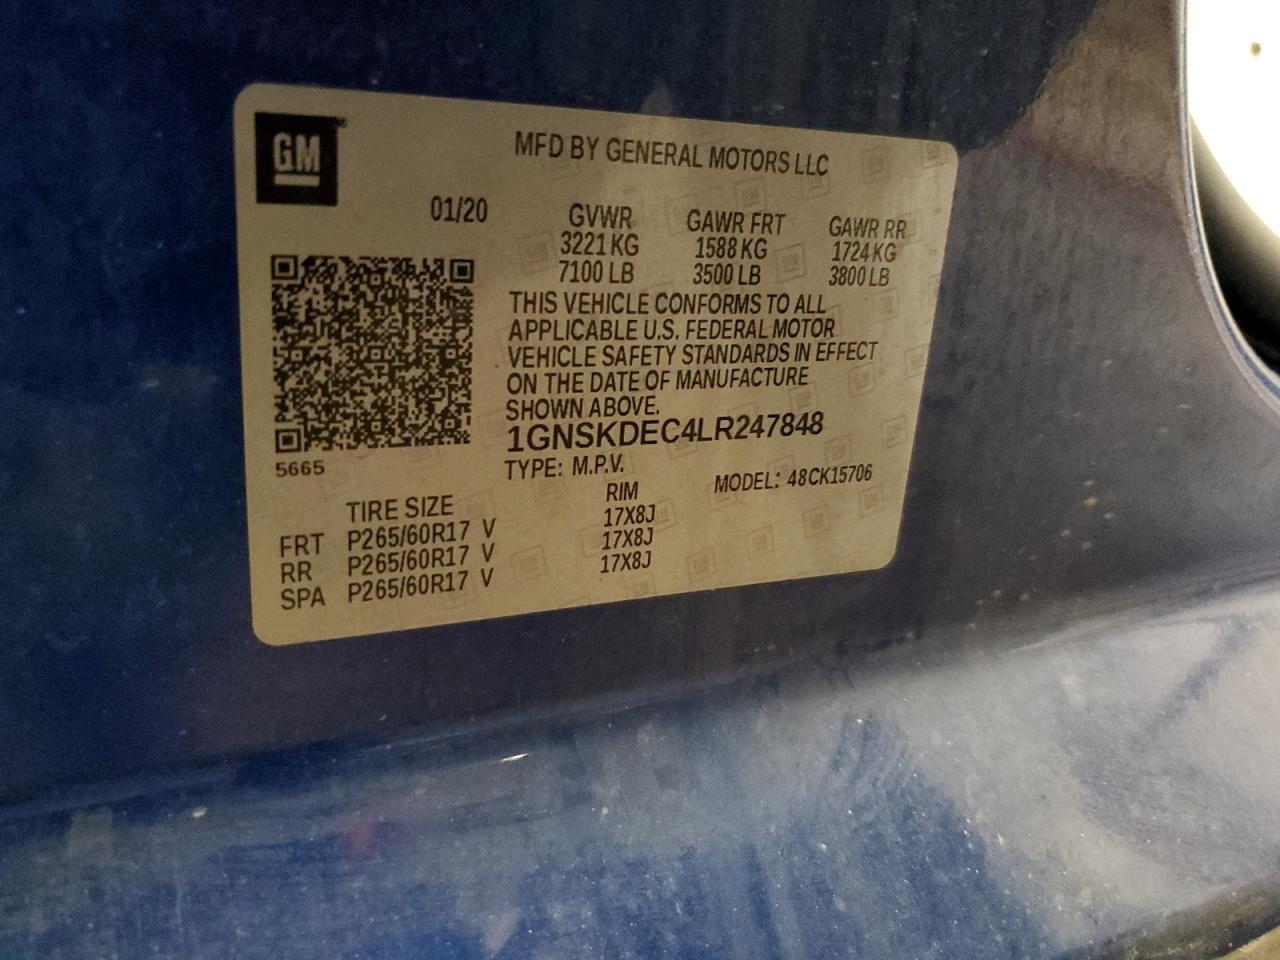 GM
MFD BY GENERAL MOTORS LLC
01/20
GVWR GAWR FRT GAWR RR
3221 KG 1588 KG 1724 KG
7100 LB 3500 LB 3800 LB
THIS VEHICLE CONFORMS TO ALL
APPLICABLE U.S. FEDERAL MOTOR
VEHICLE SAFETY STANDARDS IN EFFECT
ON THE DATE OF MANUFACTURE
SHOWN ABOVE.
1GNSKDEC4LR247848
5665
TYPE: M.P.V. MODEL: 48CK15706
TIRE SIZE RIM
FRT P265/60R17 V 17X8J
RR P265/60R17 V 17X8J
SPA P265/60R17 V 17X8J